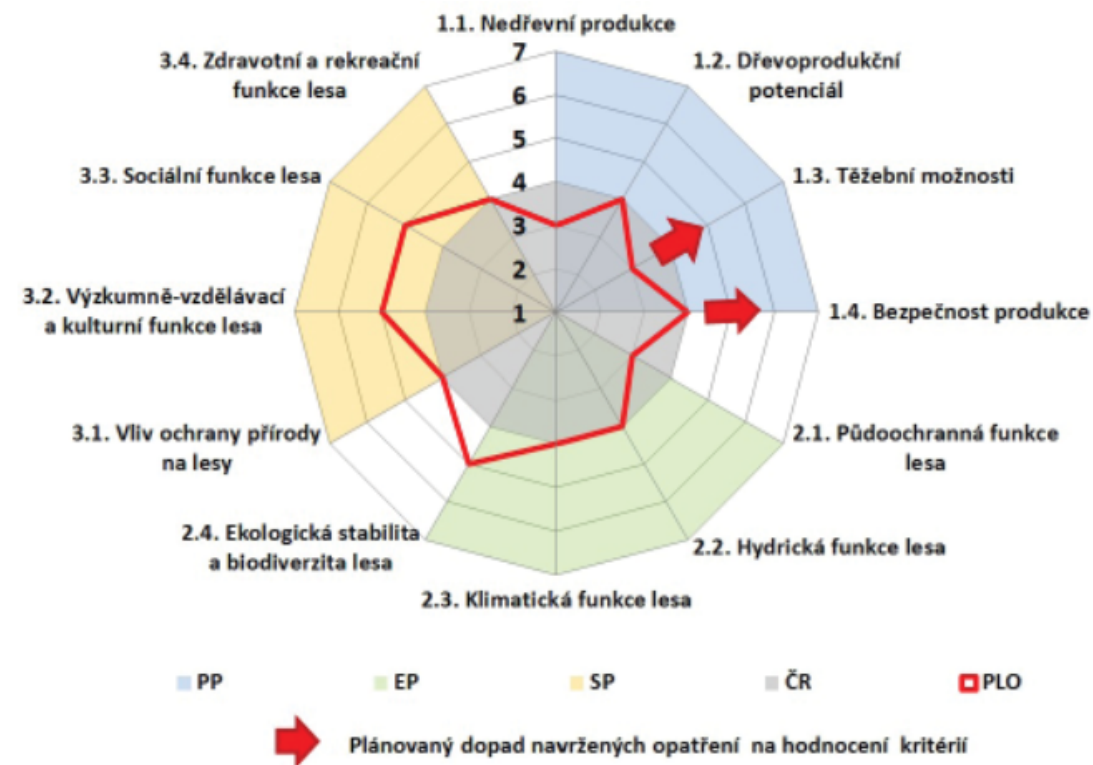 1.1. Nedřevní produkce
7
6
5
4
3
2
1
1.2. Dřevoprodukční
potenciál
1.3. Těžební možnosti
1.4. Bezpečnost produkce
2.1. Půdoochranná funkce
lesa
2.2. Hydrická funkce lesa
2.3. Klimatická funkce lesa
2.4. Ekologická stabilita
a biodiverzita lesa
3.1. Vliv ochrany přírody
na lesy
3.2. Výzkumně-vzdělávací
a kulturní funkce lesa
3.3. Sociální funkce lesa
3.4. Zdravotní a rekreační
funkce lesa
PP EP SP ČR PLO
Plánovaný dopad navržených opatření na hodnocení kritérií